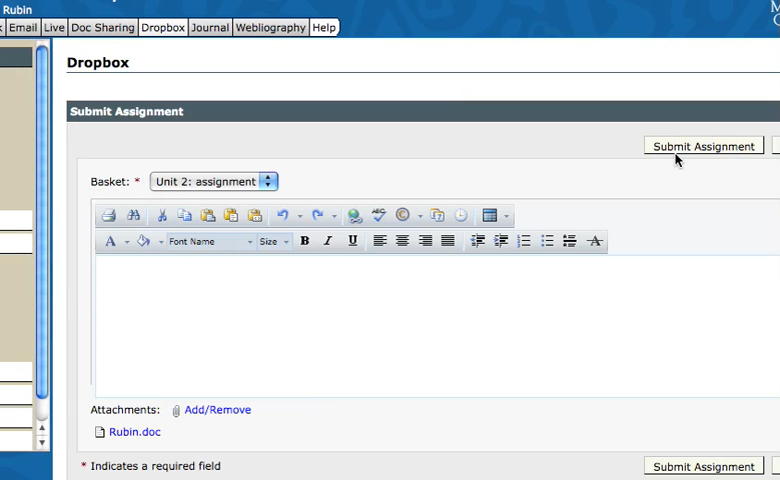 Rubin
Email Live Doc Sharing Dropbox Journal Webliography Help
Dropbox
Submit Assignment
Submit Assignment
Basket: * Unit 2: assignment
ABC
A Font Name Size B I U A
Attachments: Add/Remove
Rubin.doc
* Indicates a required field
Submit Assignment